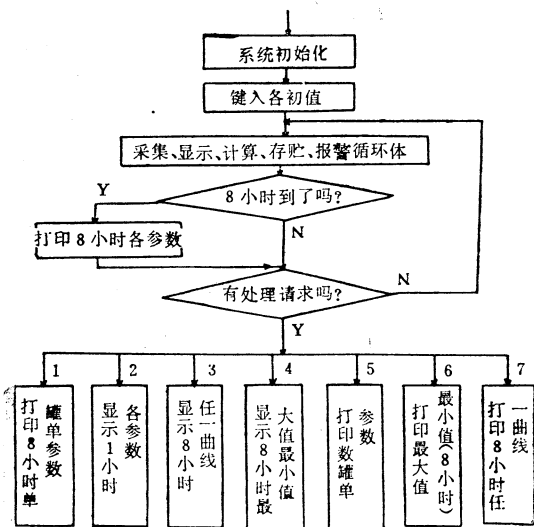 系统初始化
键入各初值
采集、显示、计算、存贮、报警循环体
Y
8小时到了吗?
打印8小时各参数
N
N
有处理请求吗?
Y
1
打印8小时单
罐单参数
2
显示1小时
各参数
3
显示8小时
任一曲线
4
显示8小时最
大值最小值
5
打印数罐单
参数
6
打印最大值
最小值(8小时)
7
打印8小时任
一曲线